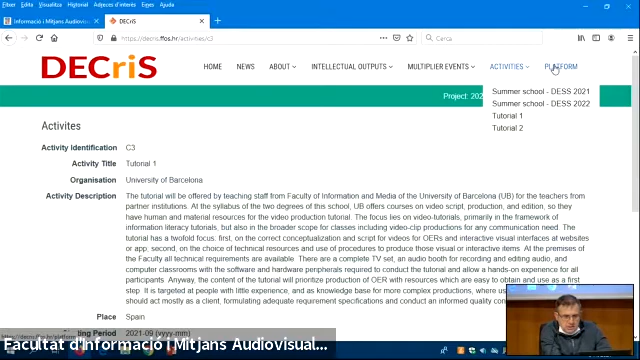 Fitxer Edita Visualitza Historial Adreces d'interès Eines Ajuda
Informació i Mitjans Audiovisual
DECriS
https://decris.ffos.hr/activities/C3
Cerca
DECriS
HOME NEWS ABOUT INTELLECTUAL OUTPUTS MULTIPLIER EVENTS ACTIVITIES PLATFORM
Project: 202
Summer school - DESS 2021
Summer school - DESS 2022
Tutorial 1
Tutorial 2
Activites
Activity Identification C3
Activity Title Tutorial 1
Organisation University of Barcelona
Activity Description The tutorial will be offered by teaching staff from Faculty of Information and Media of the University of Barcelona (UB) for the teachers from
partner institutions. At the syllabus of the two degrees of this school, UB offers courses on video script, production, and edition, so they
have human and material resources for the video production tutorial. The focus lies on video-tutorials, primarily in the framework of
information literacy tutorials, but also in the broader scope for classes including video-clip productions for any communication need. The
tutorial has a twofold focus: first, on the correct conceptualization and script for videos for OERs and interactive visual interfaces at websites
or app; second, on the choice of technical resources and use of procedures to produce those visual or interactive items. At the premises of
the Faculty all technical requirements are available. There are a complete TV set, an audio booth for recording and editing audio, and
computer classrooms with the software and hardware peripherals required to conduct the tutorial and allow a hands-on experience for all
participants. Anyway, the content of the tutorial will prioritize production of OER with resources which are easy to obtain and use as a first
step. It is targeted at people with little experience, and as knowledge base for more complex productions, where us
should act mostly as a client, formulating adequate requirement specifications and conduct an informed quality con
Place Spain
Starting Period 2021-09 (yyyy-mm)
Facultat d'Informació i Mitjans Audiovisual...